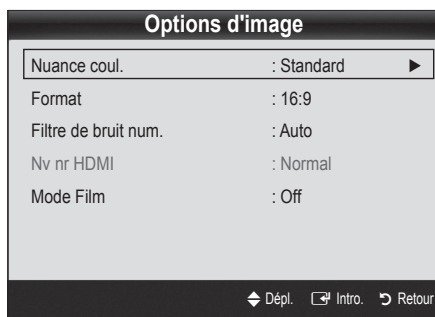 Options d'image
Nuance coul. : Standard ►
Format : 16:9
Filtre de bruit num. : Auto
Nv nr HDMI : Normal
Mode Film : Off
Dépl. Intro. Retour